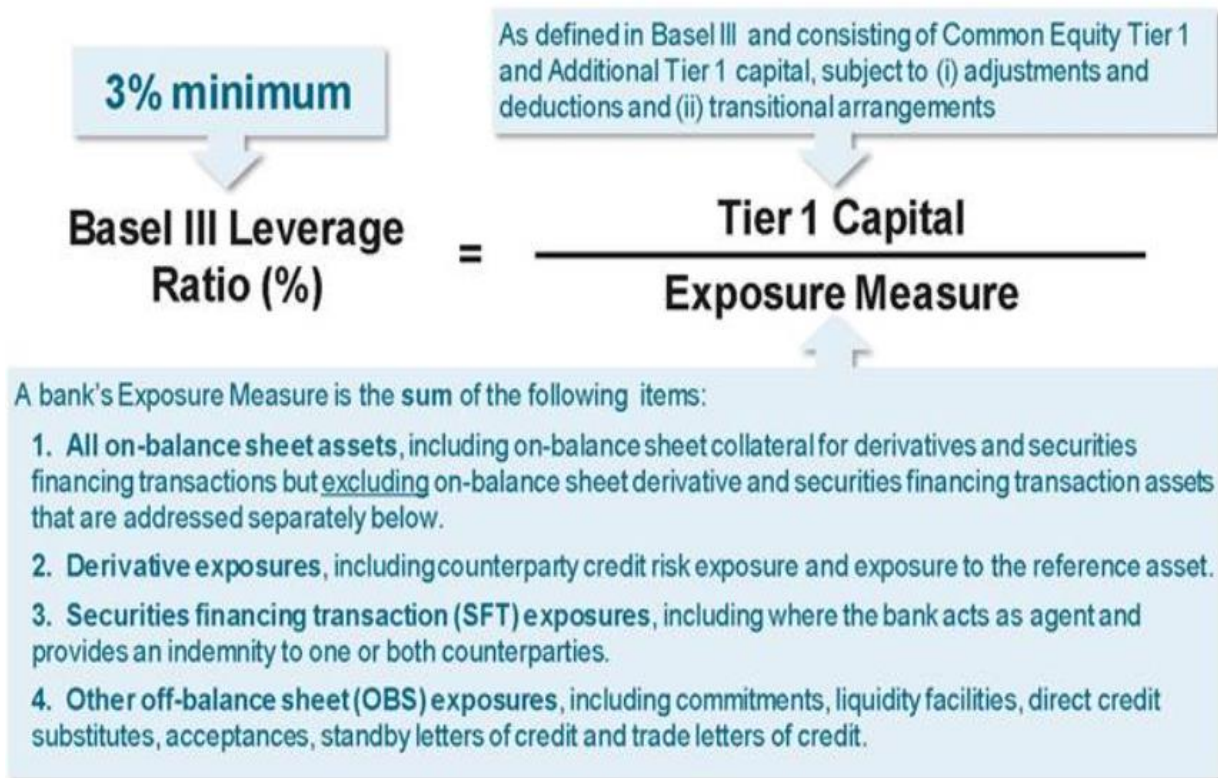 3% minimum
As defined in Basel III and consisting of Common Equity Tier 1
and Additional Tier 1 capital, subject to (i) adjustments and
deductions and (ii) transitional arrangements
Basel III Leverage
Ratio (%)
=
Tier 1 Capital
Exposure Measure
A bank's Exposure Measure is the sum of the following items:
1. All on-balance sheet assets, including on-balance sheet collateral for derivatives and securities
financing transactions but excluding on-balance sheet derivative and securities financing transaction assets
that are addressed separately below.
2. Derivative exposures, including counterparty credit risk exposure and exposure to the reference asset.
3. Securities financing transaction (SFT) exposures, including where the bank acts as agent and
provides an indemnity to one or both counterparties.
4. Other off-balance sheet (OBS) exposures, including commitments, liquidity facilities, direct credit
substitutes, acceptances, standby letters of credit and trade letters of credit.